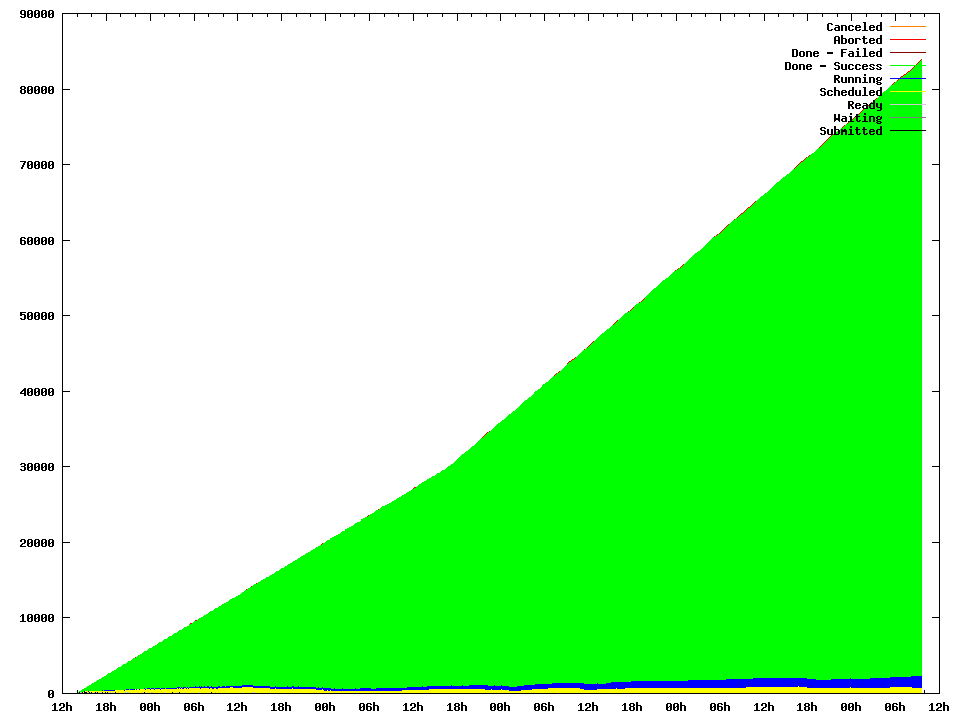 90000
80000
70000
60000
50000
40000
30000
20000
10000
0
Canceled
Aborted
Done - Failed
Done - Success
Running
Scheduled
Ready
Waiting
Submitted
12h 18h 00h 06h 12h 18h 00h 06h 12h 18h 00h 06h 12h 18h 00h 06h 12h 18h 00h 06h 12h